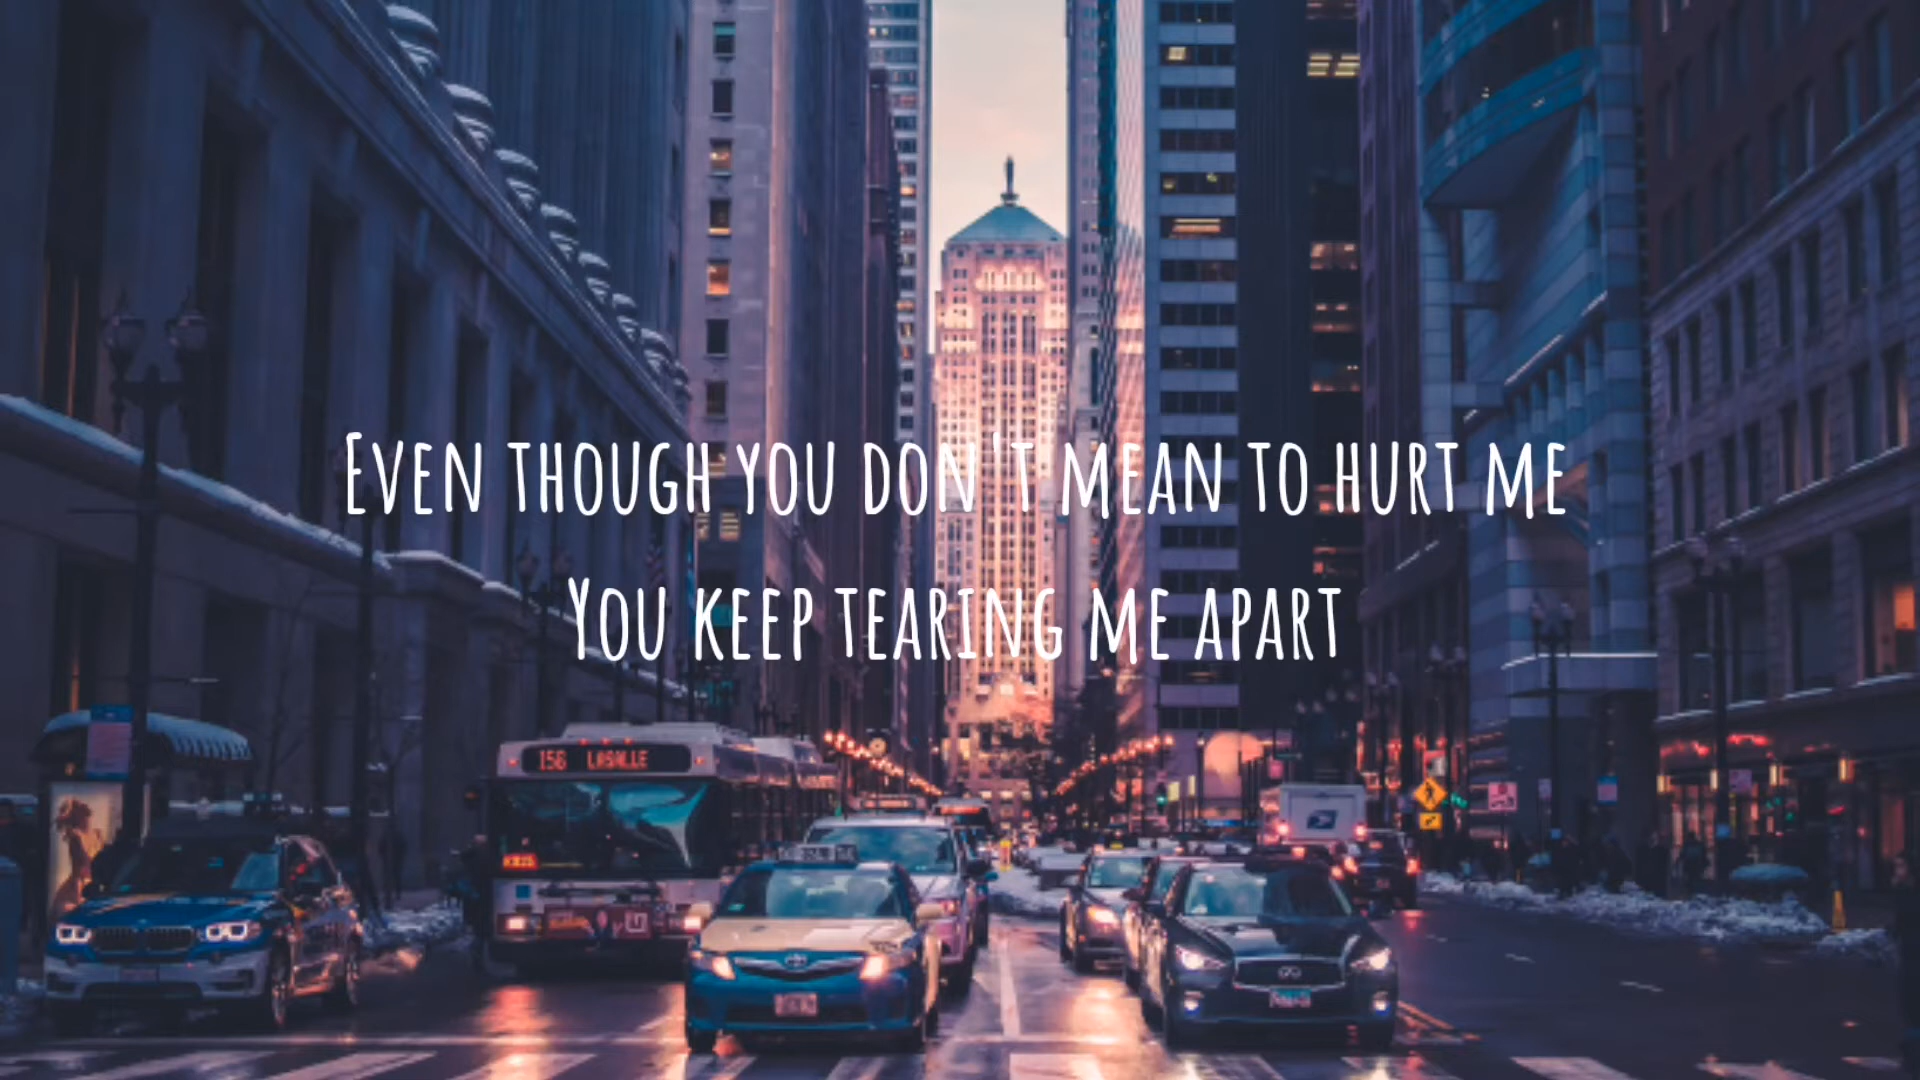 Even though you don't mean to hurt me
You keep tearing me apart
156 LASALLE